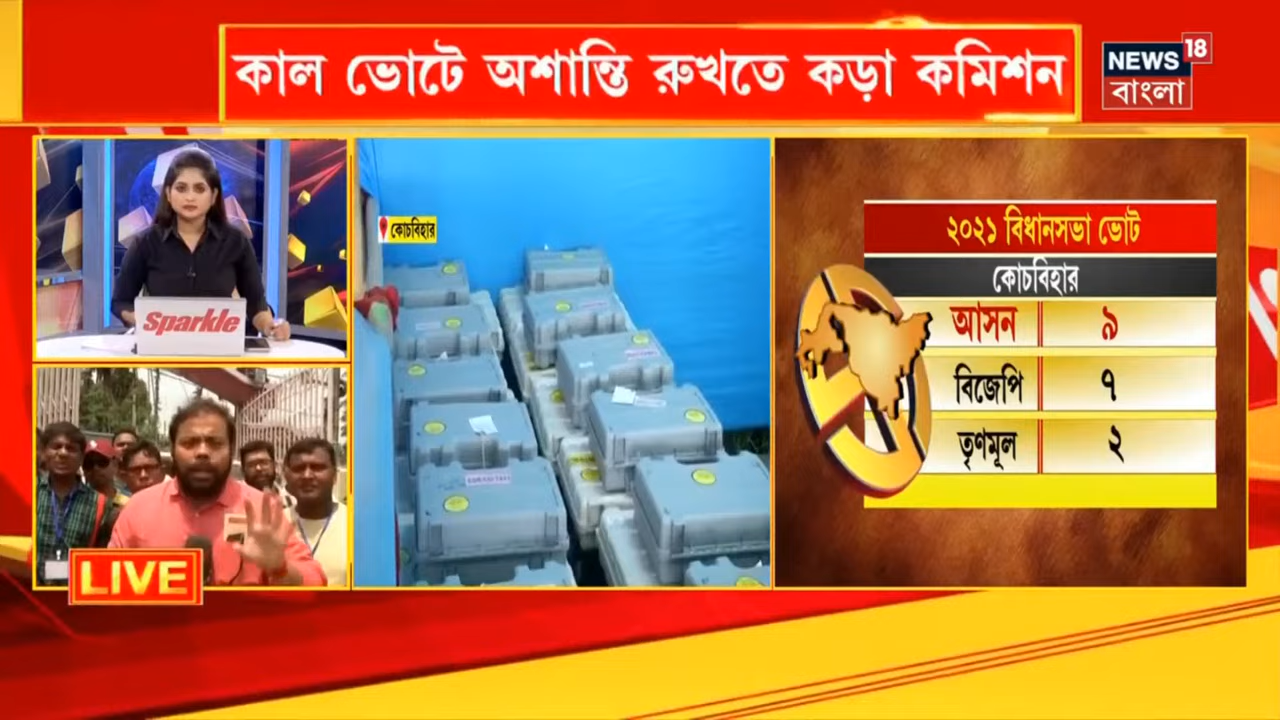 কাল ভোটে অশান্তি রুখতে কড়া কমিশন
NEWS 18
বাংলা
কোচবিহার
Sparkle
LIVE
২০২১ বিধানসভা ভোট
কোচবিহার
আসন ৯
বিজেপি ৭
তৃণমূল ২